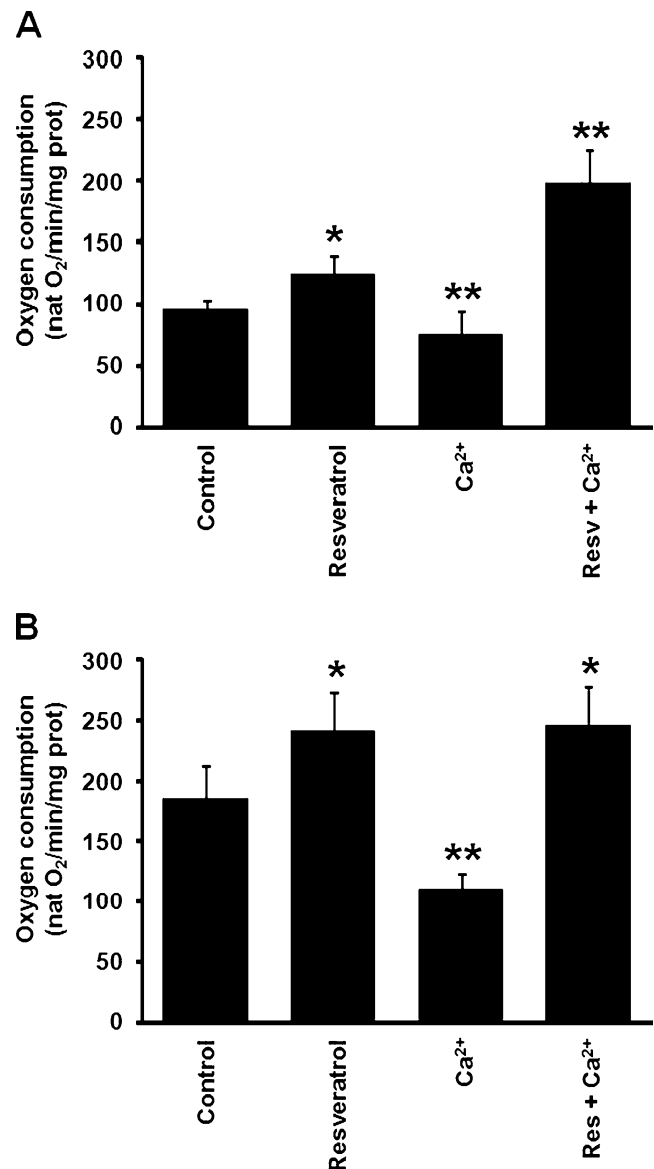 A
Oxygen consumption
(nat O₂/min/mg prot)
300
250
200
150
100
50
0
*
**
**
Control
Resveratrol
Ca²⁺
Resv + Ca²⁺
B
Oxygen consumption
(nat O₂/min/mg prot)
300
250
200
150
100
50
0
*
**
*
Control
Resveratrol
Ca²⁺
Res + Ca²⁺